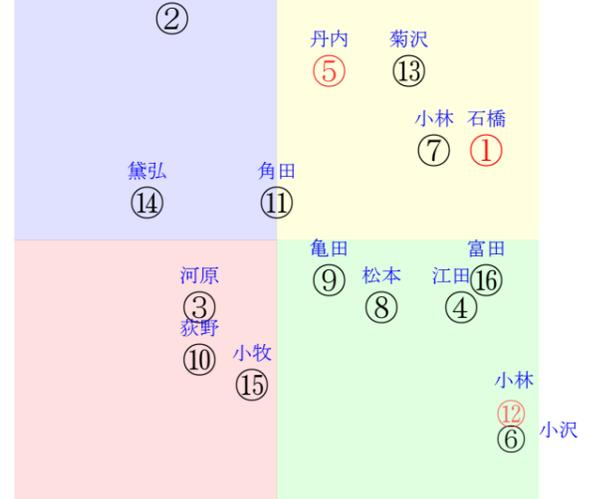 ②
丹内 菊沢
⑤ ⑬
小林 石橋
⑦ ①
黛弘 角田
⑭ ⑪
亀田 富田
河原 松本 江田
⑨ ⑯
③ ⑧ ④
荻野
小牧
⑩
⑮
小林
⑫
小沢
⑥